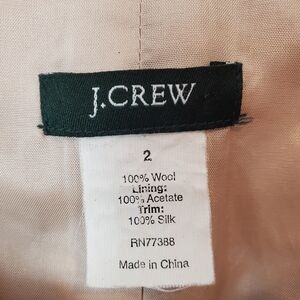 J.CREW
2
100% Wool
Lining:
100% Acetate
Trim:
100% Silk
RN77388
Made in China